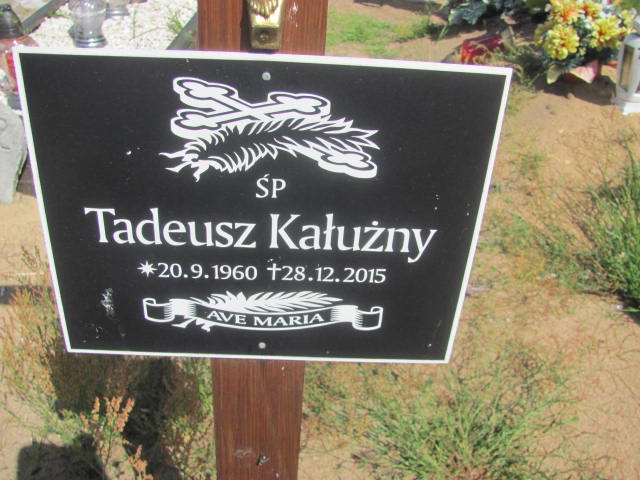 ŚP
Tadeusz Kałużny
*20.9.1960 †28.12.2015
AVE MARIA